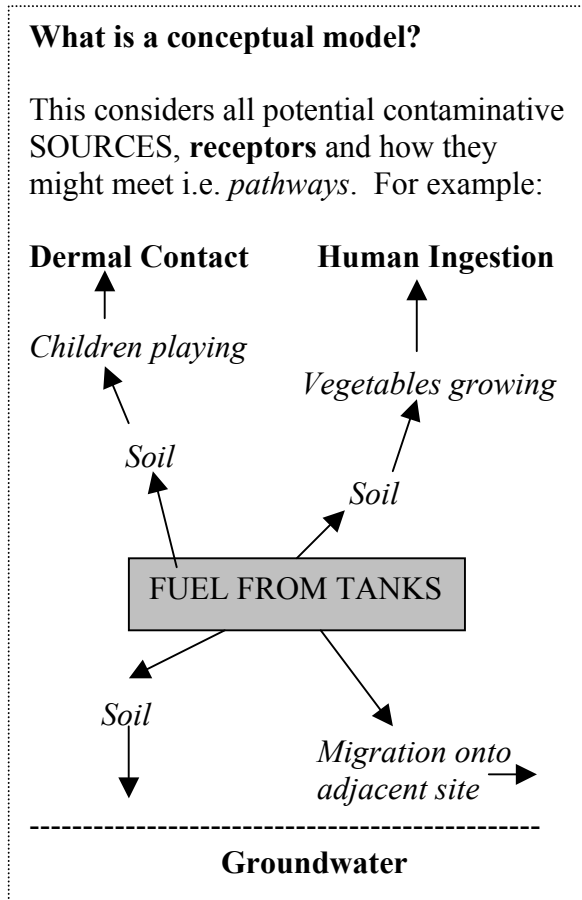 What is a conceptual model?
This considers all potential contaminative
SOURCES, receptors and how they
might meet i.e. pathways. For example:
Dermal Contact Human Ingestion
Children playing
Vegetables growing
Soil
Soil
FUEL FROM TANKS
Soil
Migration onto
adjacent site
Groundwater